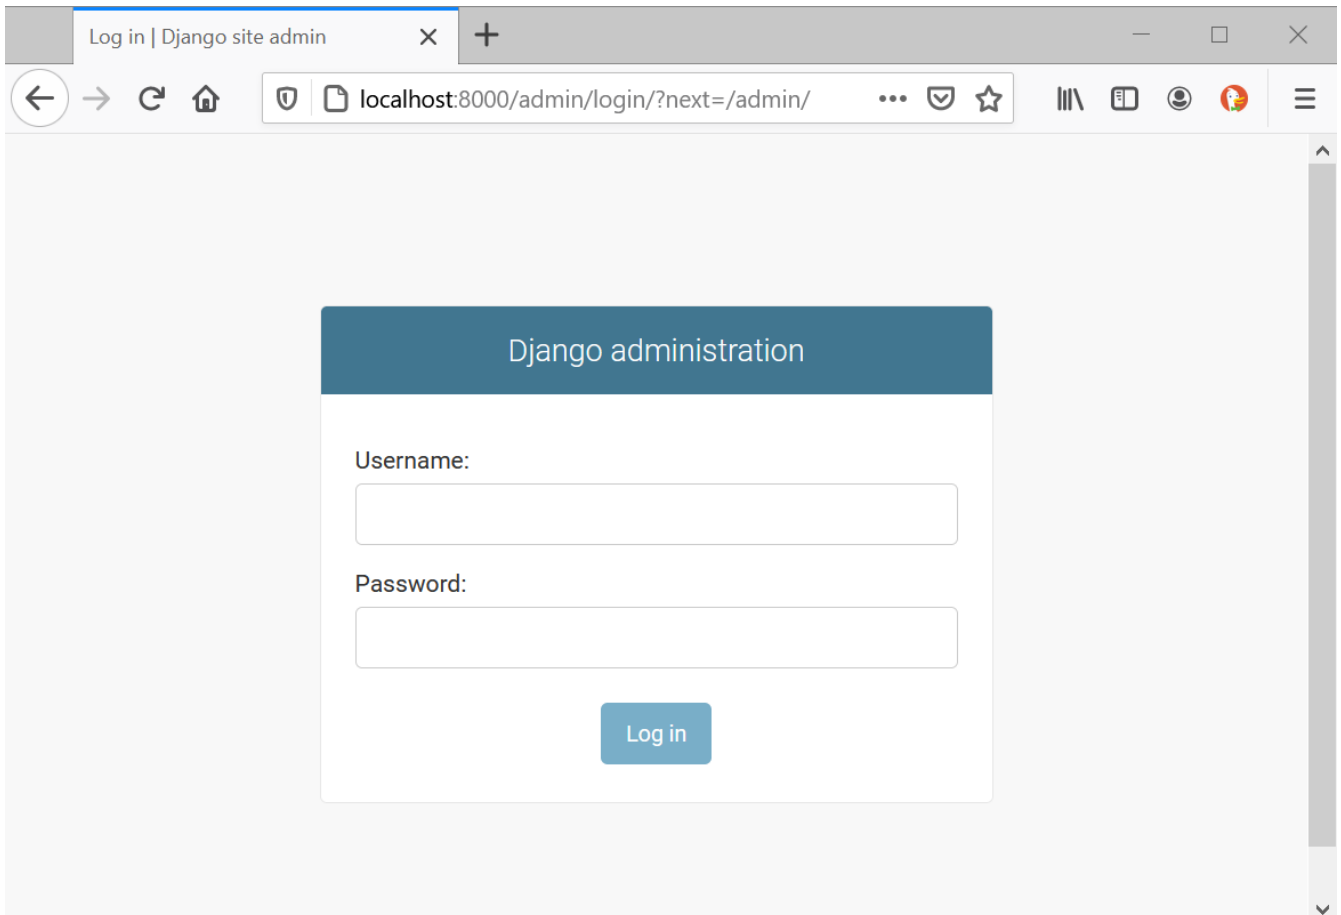 Log in | Django site admin
localhost:8000/admin/login/?next=/admin/
Django administration
Username:
Password:
Log in